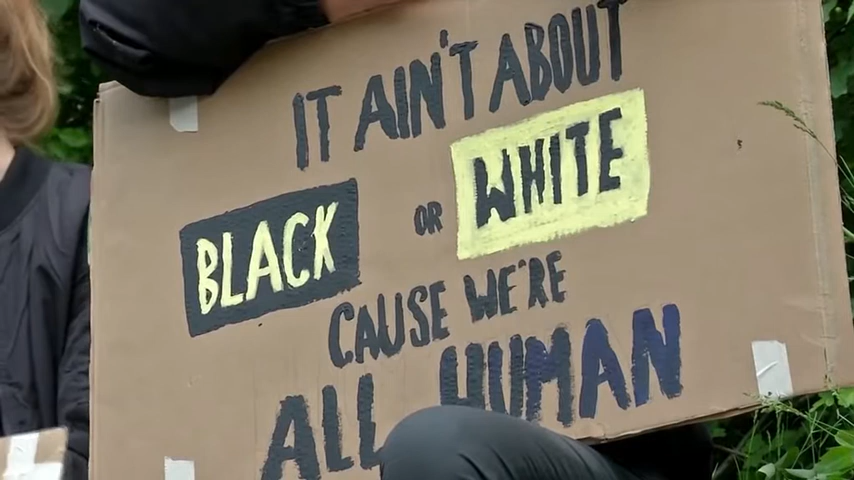 IT AIN'T ABOUT
BLACK OR WHITE
CAUSE WE'RE
ALL HUMAN